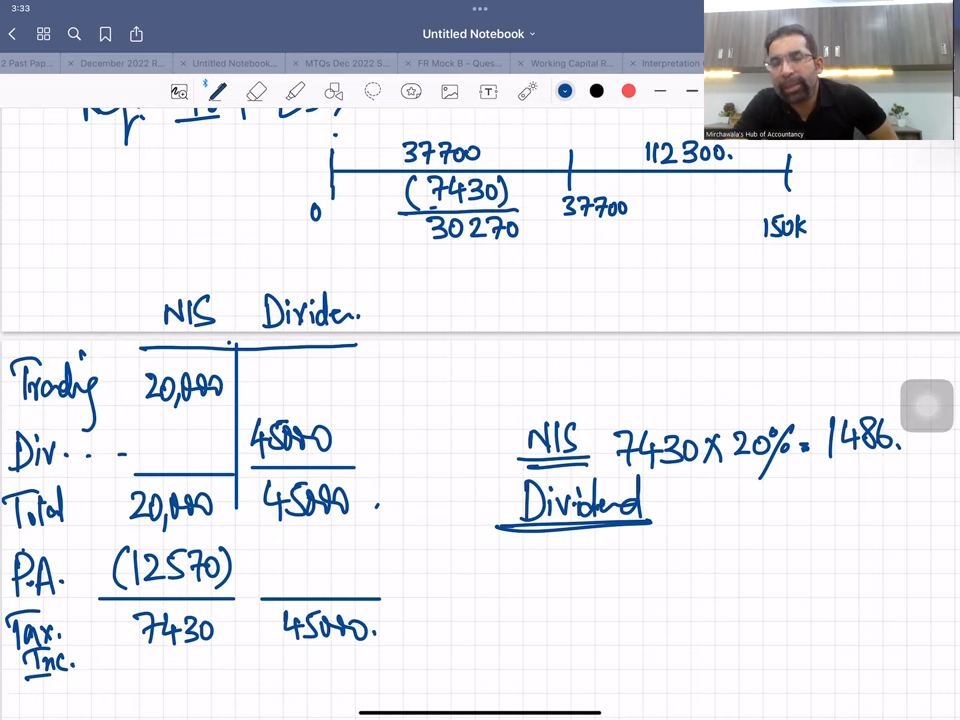 3:33
Untitled Notebook
2 Past Pap...
December 2022 R...
Untitled Notebook...
MTQs Dec 2022 S...
FR Mock B - Ques...
Working Capital R...
Interpretation
Mirchawala's Hub of Accountancy
37700 112300.
(7430)
30270
0 37700 150k
NIS Dividen.
Trading 20,000
Div... - 45000
Total 20,000 45000.
P.A. (12570)
Tax. 7430 45000.
Inc.
NIS 7430 x 20% = 1486.
Dividend